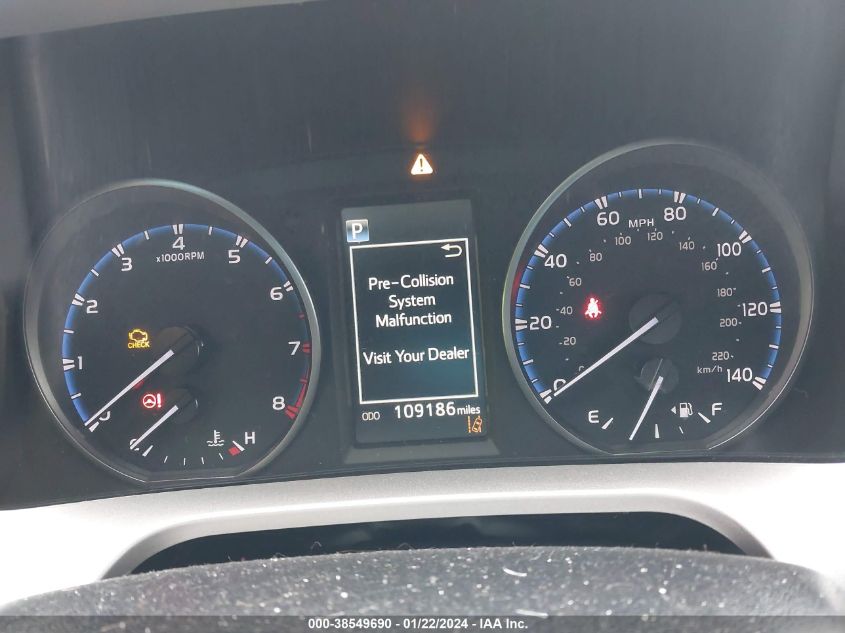 P
Pre-Collision
System
Malfunction
Visit Your Dealer
ODO 109186 miles
x1000RPM
1
2
3
4
5
6
7
8
CHECK
H
MPH
0
20
40
60
80
100
120
140
20
40
60
80
100
120
140
160
180
200
220
km/h
E
F
000-38549690 - 01/22/2024 - IAA Inc.